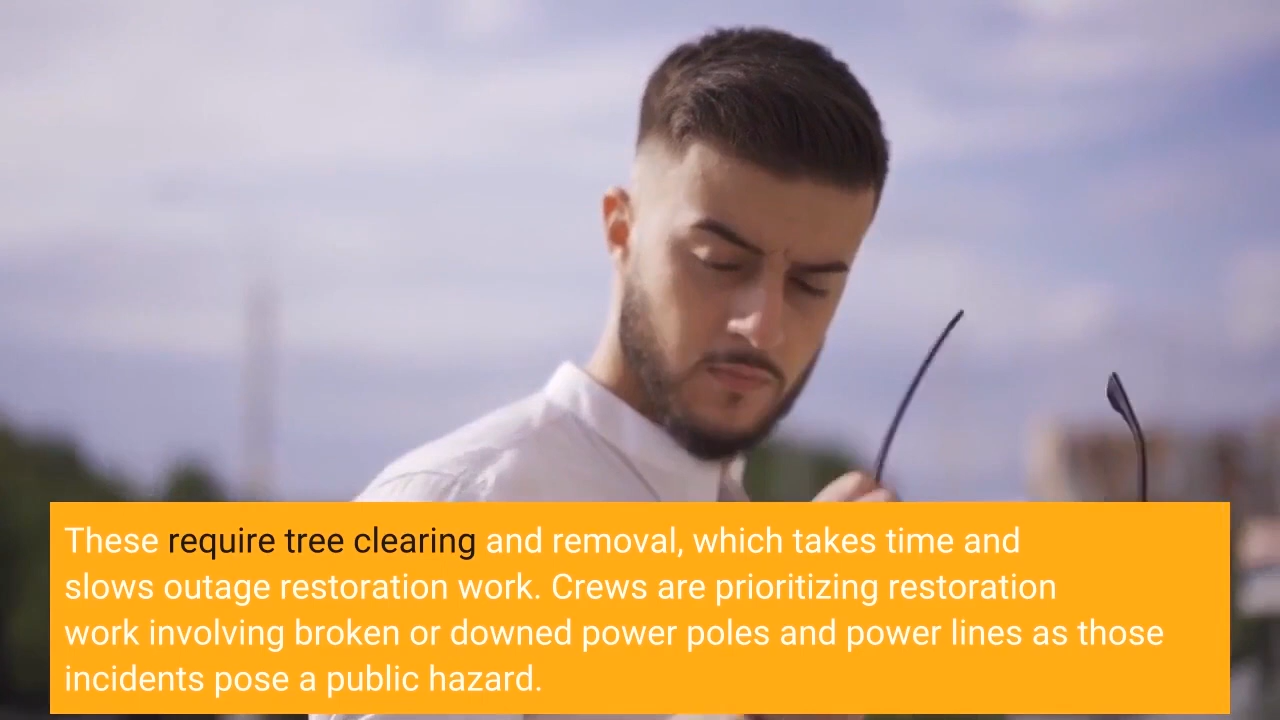 These require tree clearing and removal, which takes time and
slows outage restoration work. Crews are prioritizing restoration
work involving broken or downed power poles and power lines as those
incidents pose a public hazard.